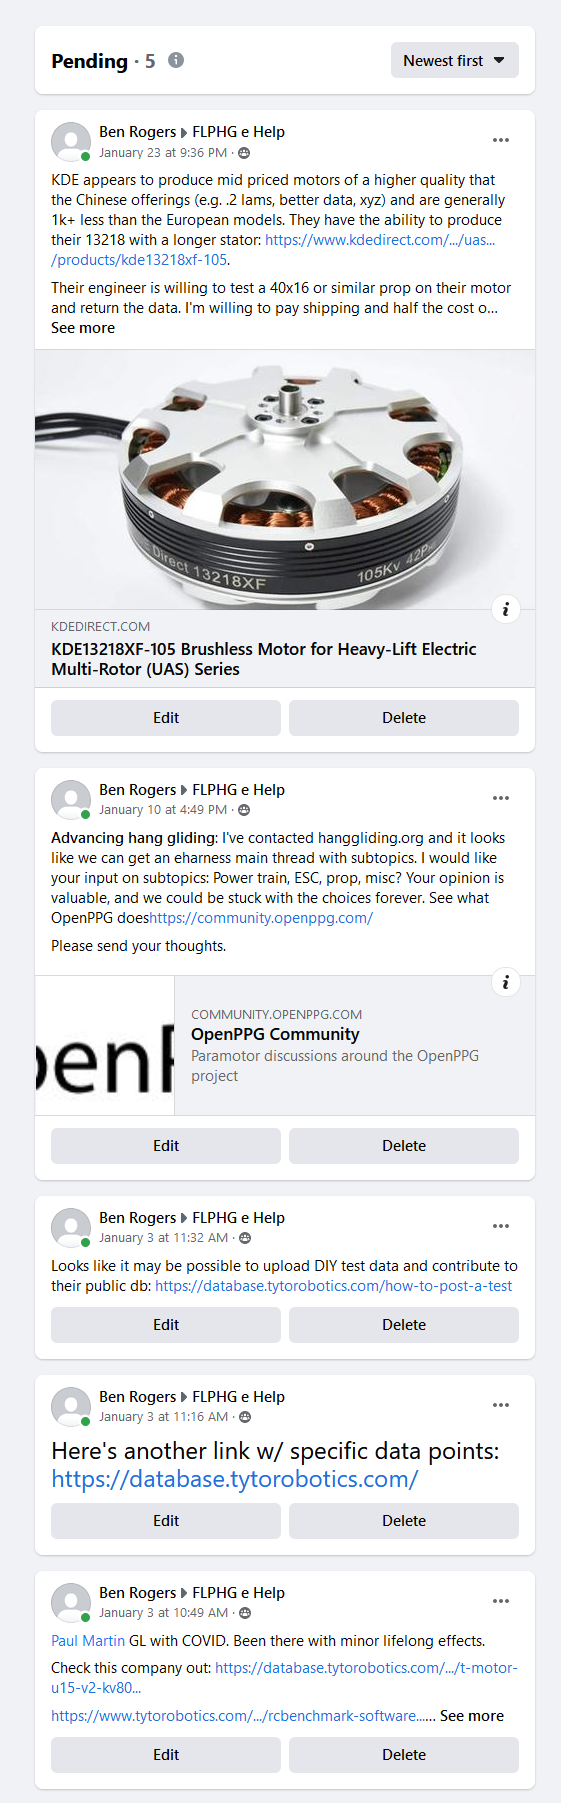 Pending · 5
Newest first
Ben Rogers FLPHG e Help
January 23 at 9:36 PM ·
KDE appears to produce mid priced motors of a higher quality that
the Chinese offerings (e.g. .2 lams, better data, xyz) and are generally
1k+ less than the European models. They have the ability to produce
their 13218 with a longer stator: https://www.kdedirect.com/.../uas...
/products/kde13218xf-105.
Their engineer is willing to test a 40x16 or similar prop on their motor
and return the data. I'm willing to pay shipping and half the cost o...
See more
Direct 13218XF
105Kv 42P
KDEDIRECT.COM
KDE13218XF-105 Brushless Motor for Heavy-Lift Electric
Multi-Rotor (UAS) Series
Edit
Delete
Ben Rogers FLPHG e Help
January 10 at 4:49 PM ·
Advancing hang gliding: I've contacted hanggliding.org and it looks
like we can get an eharness main thread with subtopics. I would like
your input on subtopics: Power train, ESC, prop, misc? Your opinion is
valuable, and we could be stuck with the choices forever. See what
OpenPPG doeshttps://community.openppg.com/
Please send your thoughts.
penP
COMMUNITY.OPENPPG.COM
OpenPPG Community
Paramotor discussions around the OpenPPG
project
Edit
Delete
Ben Rogers FLPHG e Help
January 3 at 11:32 AM ·
Looks like it may be possible to upload DIY test data and contribute to
their public db: https://database.tytorobotics.com/how-to-post-a-test
Edit
Delete
Ben Rogers FLPHG e Help
January 3 at 11:16 AM ·
Here's another link w/ specific data points:
https://database.tytorobotics.com/
Edit
Delete
Ben Rogers FLPHG e Help
January 3 at 10:49 AM ·
Paul Martin GL with COVID. Been there with minor lifelong effects.
Check this company out: https://database.tytorobotics.com/.../t-motor-
u15-v2-kv80...
https://www.tytorobotics.com/.../rcbenchmark-software...... See more
Edit
Delete